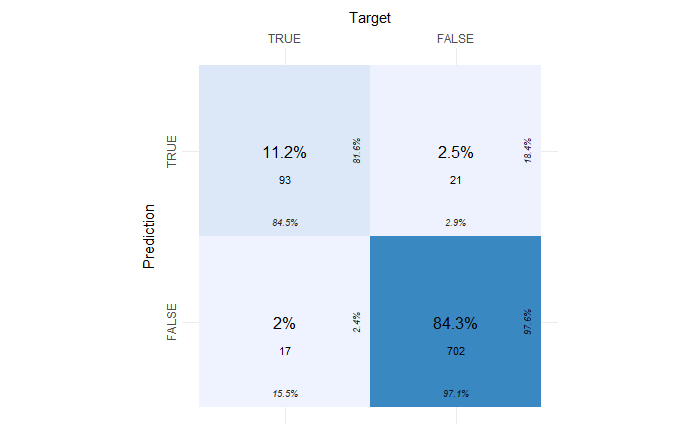 Target
TRUE
FALSE
Prediction
TRUE
11.2%
93
84.5%
81.6%
2.5%
21
2.9%
18.4%
FALSE
2%
17
15.5%
2.4%
84.3%
702
97.1%
97.6%